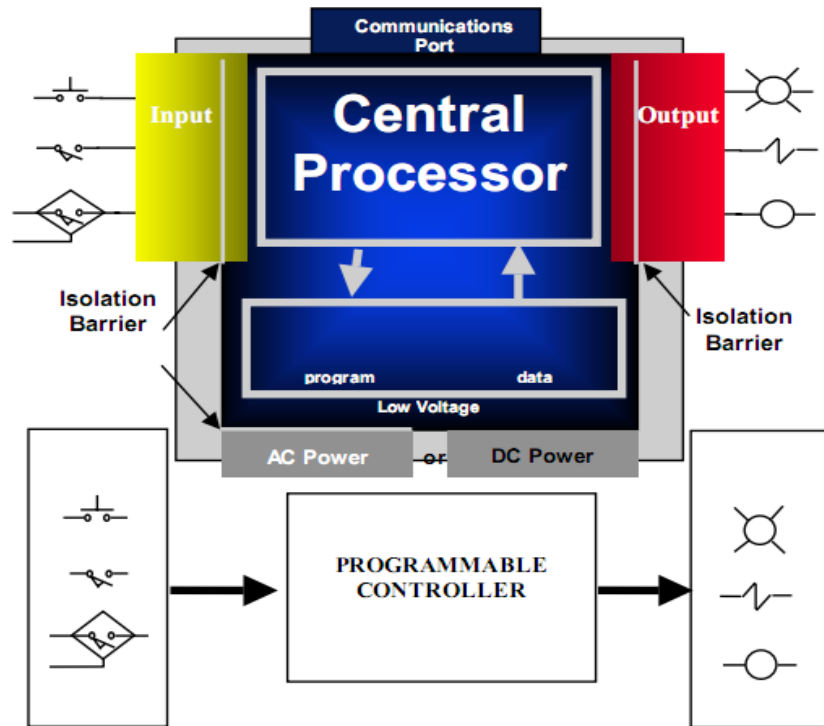 Communications
Port
Input
Central
Processor
Output
Isolation
Barrier
Isolation
Barrier
program
data
Low Voltage
AC Power
or
DC Power
PROGRAMMABLE
CONTROLLER